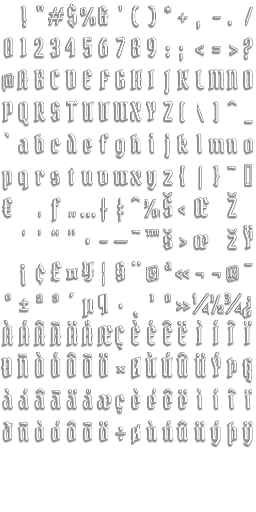 ! " # $ % & ' ( ) * + , - . /
0 1 2 3 4 5 6 7 8 9 : ; < = > ?
@ A B C D E F G H I J K L M N O
P Q R S T U V W X Y Z [ \ ] ^ _
` a b c d e f g h i j k l m n o
p q r s t u v w x y z { | } ~ ▯
€ ‚ ƒ „ … † ‡ ˆ ‰ Š ‹ Œ Ž
‘ ’ “ ” • – — ˜ ™ š › œ ž Ÿ
¡ ¢ £ ¤ ¥ ¦ § ¨ © ª « ¬ ­ ® ¯
° ± ² ³ ´ µ ¶ · ¸ ¹ º » ¼ ½ ¾ ¿
À Á Â Ã Ä Å Æ Ç È É Ê Ë Ì Í Î Ï
Ð Ñ Ò Ó Ô Õ Ö × Ø Ù Ú Û Ü Ý Þ ß
à á â ã ä å æ ç è é ê ë ì í î ï
ð ñ ò ó ô õ ö ÷ ø ù ú û ü ý þ ÿ